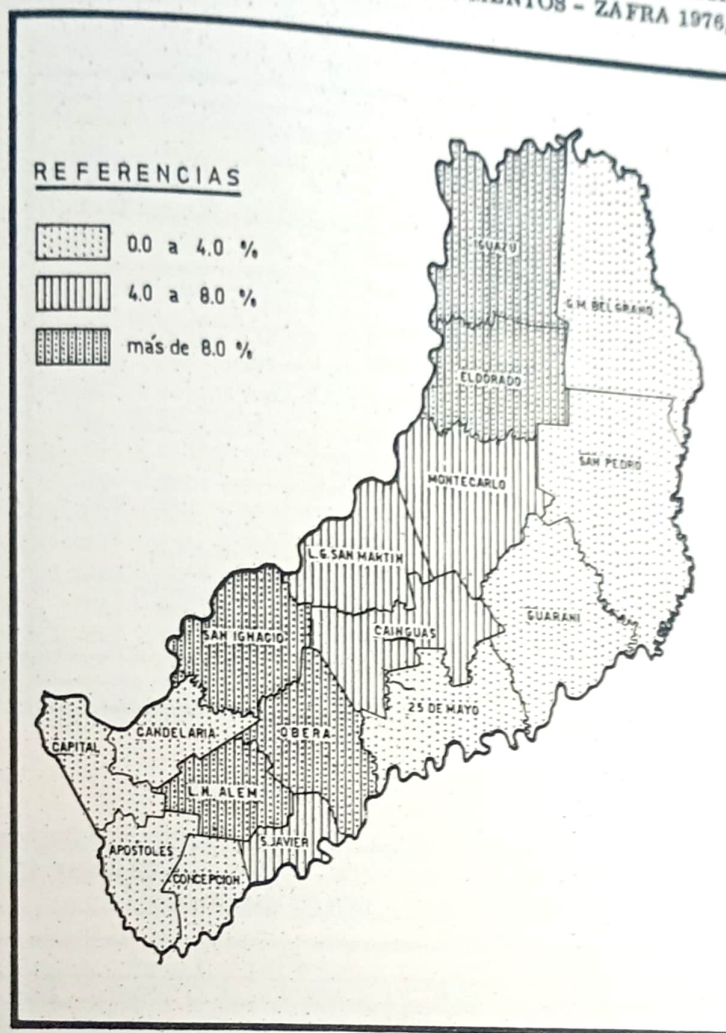 - ZAFRA 1976,
REFERENCIAS
0.0 a 4.0 %
4.0 a 8.0 %
más de 8.0 %
IGUAZU
G.M. BELGRANO
ELDORADO
SAN PEDRO
MONTECARLO
L.G. SAN MARTIN
GUARANI
CAINGUAS
SAN IGNACIO
25 DE MAYO
CANDELARIA
OBERA
CAPITAL
L.N. ALEM
S. JAVIER
APOSTOLES
CONCEPCION